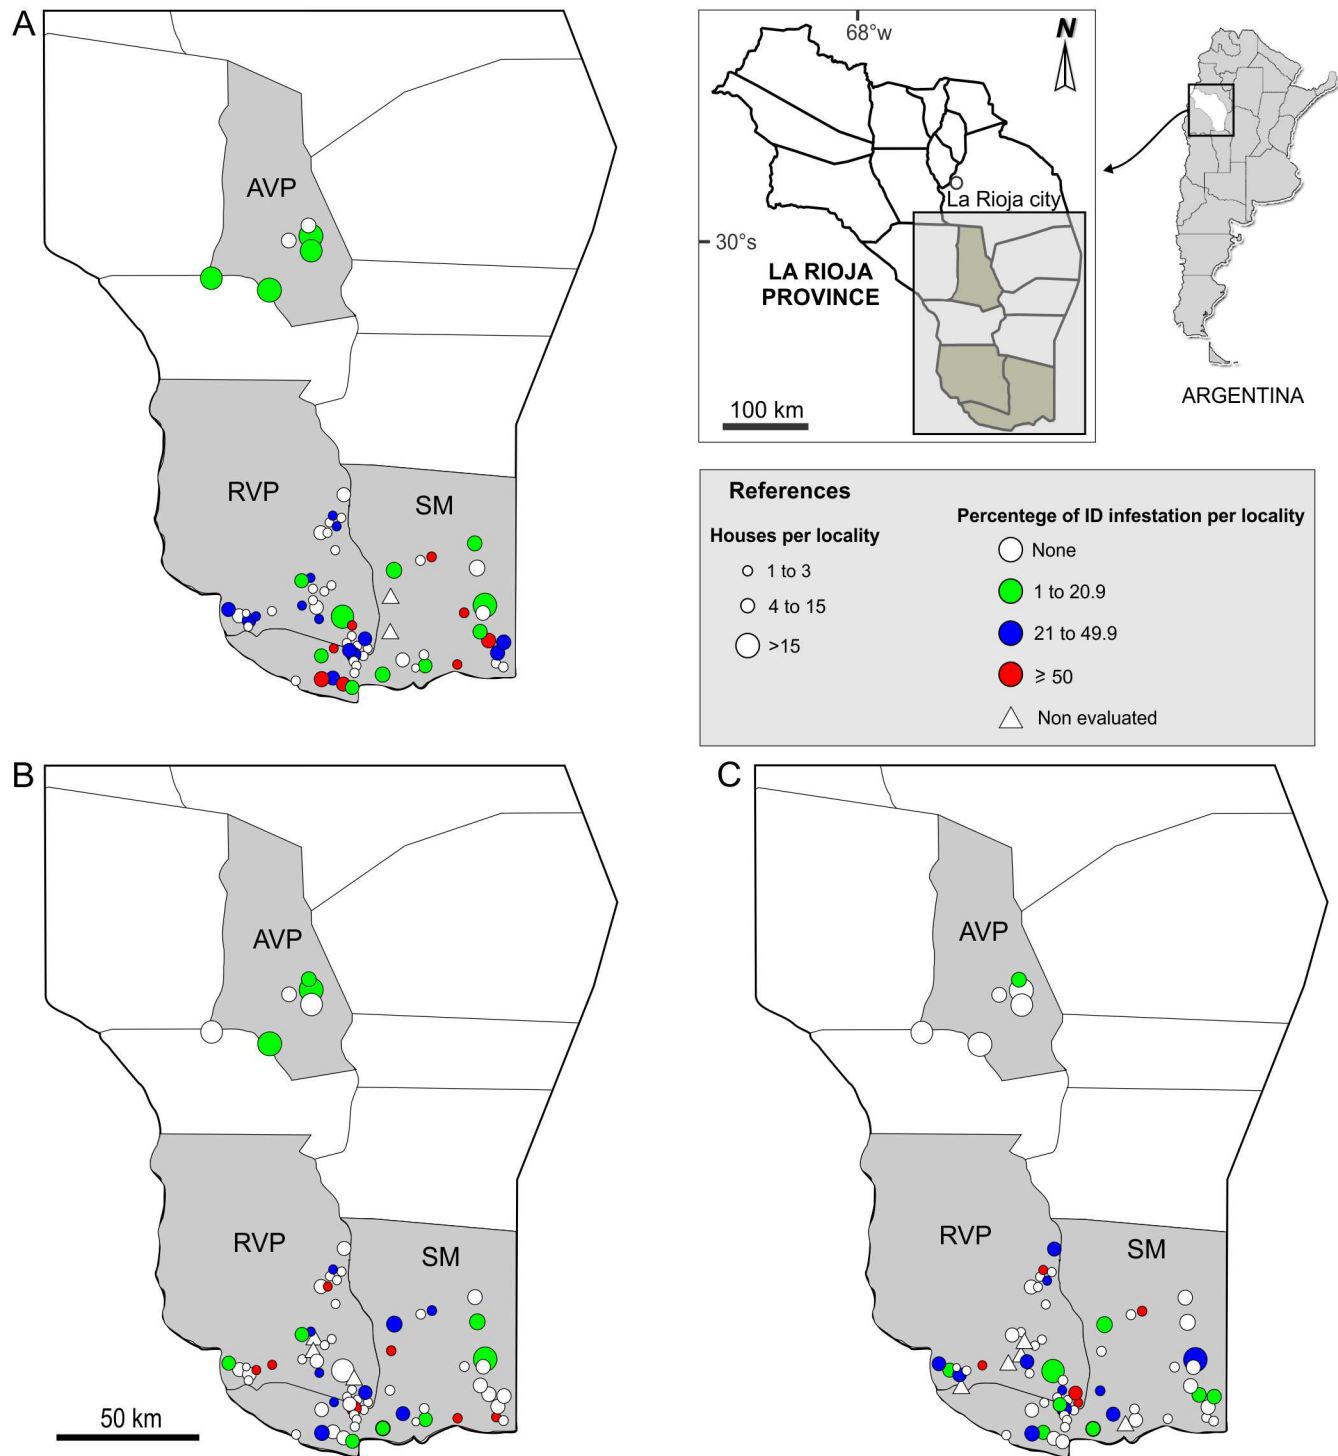 A
AVP
RVP
SM
68°w
N
La Rioja city
30°s
LA RIOJA
PROVINCE
100 km
ARGENTINA
References
Houses per locality
1 to 3
4 to 15
>15
Percentege of ID infestation per locality
None
1 to 20.9
21 to 49.9
≥ 50
Non evaluated
B
AVP
RVP
SM
50 km
C
AVP
RVP
SM